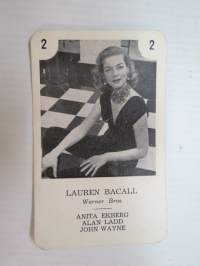 2 2
LAUREN BACALL
Warner Bros
ANITA EKBERG
ALAN LADD
JOHN WAYNE